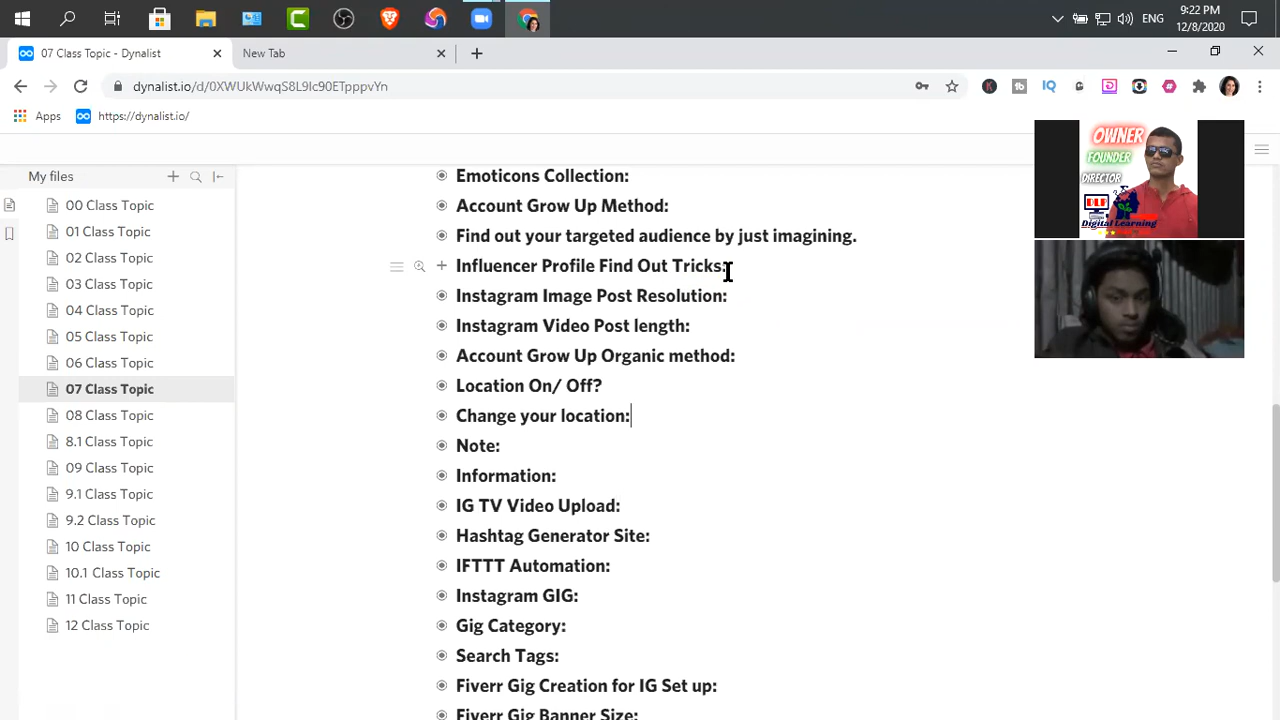 ENG
9:22 PM
12/8/2020
07 Class Topic - Dynalist
New Tab
dynalist.io/d/0XWUkWwqS8L9Ic90ETppvYn
Apps
https://dynalist.io/
My files
00 Class Topic
01 Class Topic
02 Class Topic
03 Class Topic
04 Class Topic
05 Class Topic
06 Class Topic
07 Class Topic
08 Class Topic
8.1 Class Topic
09 Class Topic
9.1 Class Topic
9.2 Class Topic
10 Class Topic
10.1 Class Topic
11 Class Topic
12 Class Topic
Emoticons Collection:
Account Grow Up Method:
Find out your targeted audience by just imagining.
Influencer Profile Find Out Tricks:
Instagram Image Post Resolution:
Instagram Video Post length:
Account Grow Up Organic method:
Location On/ Off?
Change your location:
Note:
Information:
IG TV Video Upload:
Hashtag Generator Site:
IFTTT Automation:
Instagram GIG:
Gig Category:
Search Tags:
Fiverr Gig Creation for IG Set up:
Fiverr Gig Banner Size:
OWNER
FOUNDER
DIRECTOR
DLF
Digital Learning